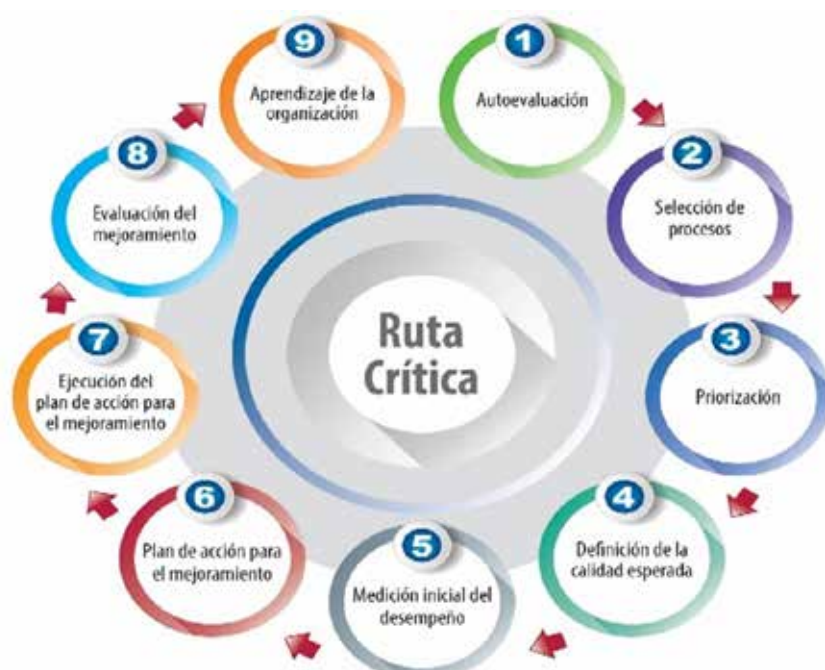 1
Autoevaluación
2
Selección de
procesos
3
Priorización
4
Definición de la
calidad esperada
5
Medición inicial del
desempeño
6
Plan de acción para
el mejoramiento
7
Ejecución del
plan de acción para
el mejoramiento
8
Evaluación del
mejoramiento
9
Aprendizaje de la
organización
Ruta
Crítica